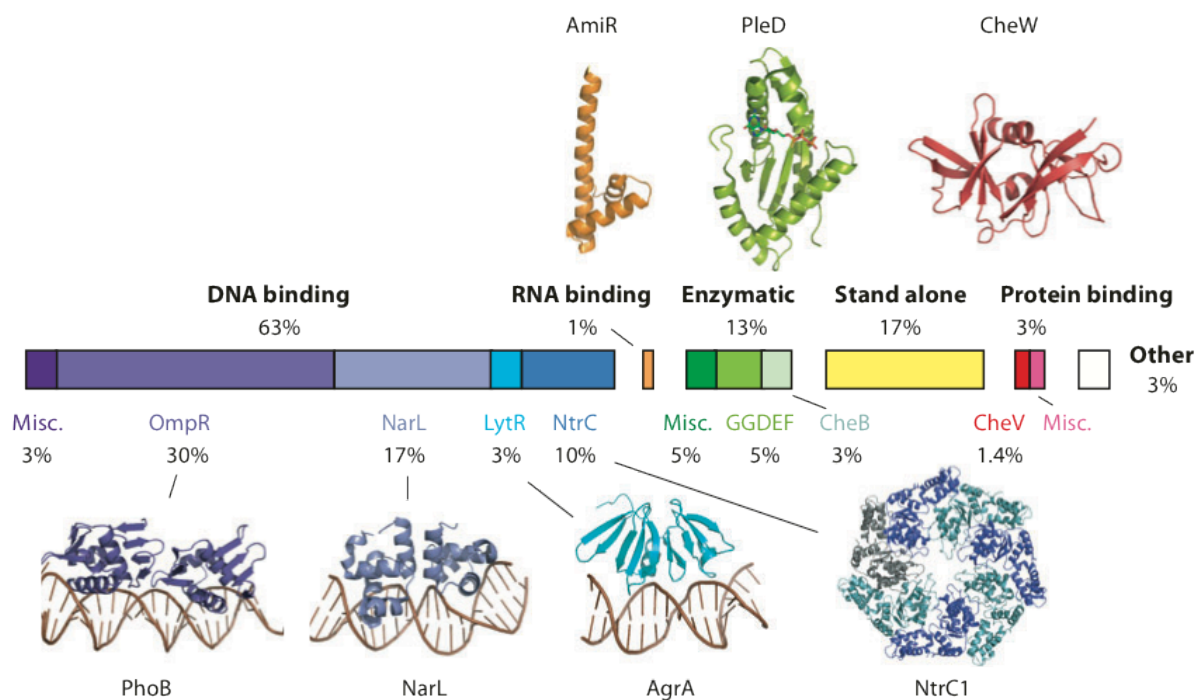 AmiR PleD CheW
DNA binding RNA binding Enzymatic Stand alone Protein binding
63% 1% 13% 17% 3%
Other
3%
Misc. OmpR NarL LytR NtrC Misc. GGDEF CheB CheV Misc.
3% 30% 17% 3% 10% 5% 5% 3% 1.4%
PhoB NarL AgrA NtrC1